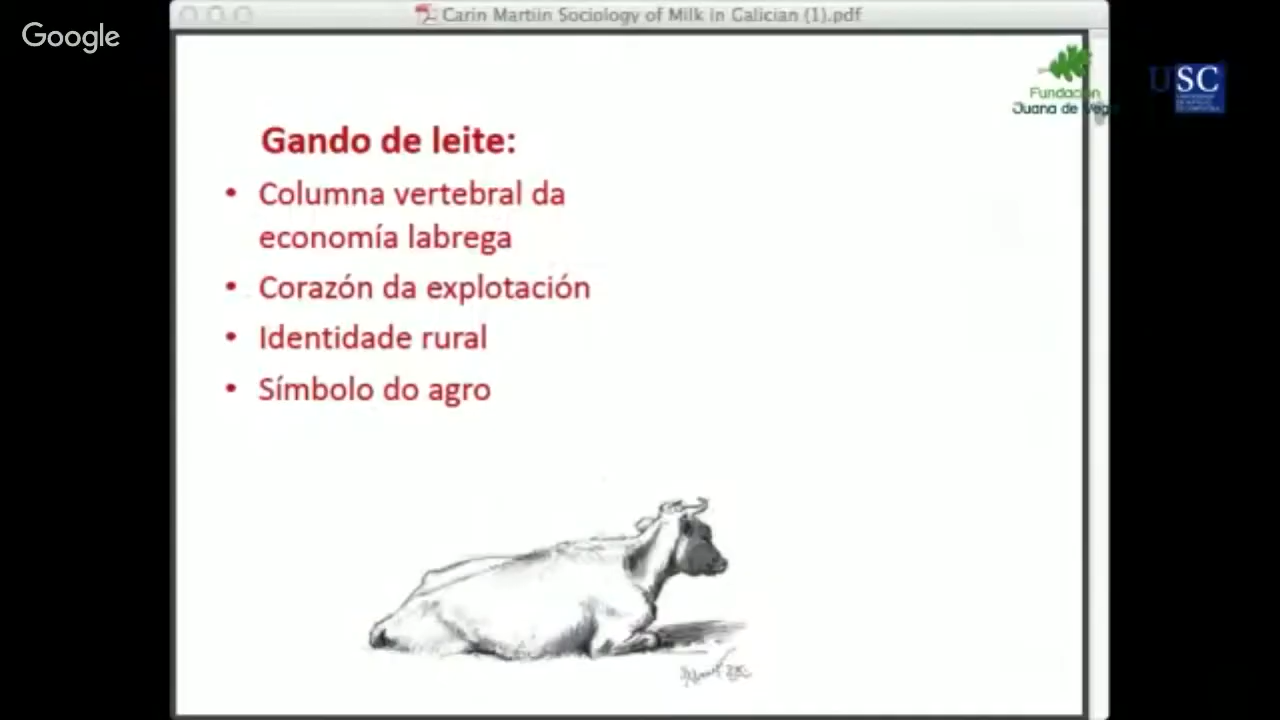 Google
Carin Martiin Sociology of Milk in Galician (1).pdf
Fundación
Juana de Vega
USC
Gando de leite:
• Columna vertebral da
economía labrega
• Corazón da explotación
• Identidade rural
• Símbolo do agro